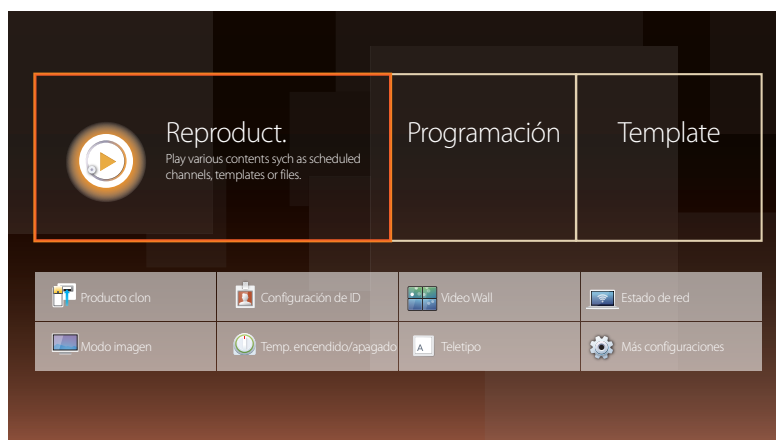 Reproduct.
Play various contents sych as scheduled
channels, templates or files.
Programación
Template
Producto clon
Configuración de ID
Video Wall
Estado de red
Modo imagen
Temp. encendido/apagado
A
Teletipo
Más configuraciones